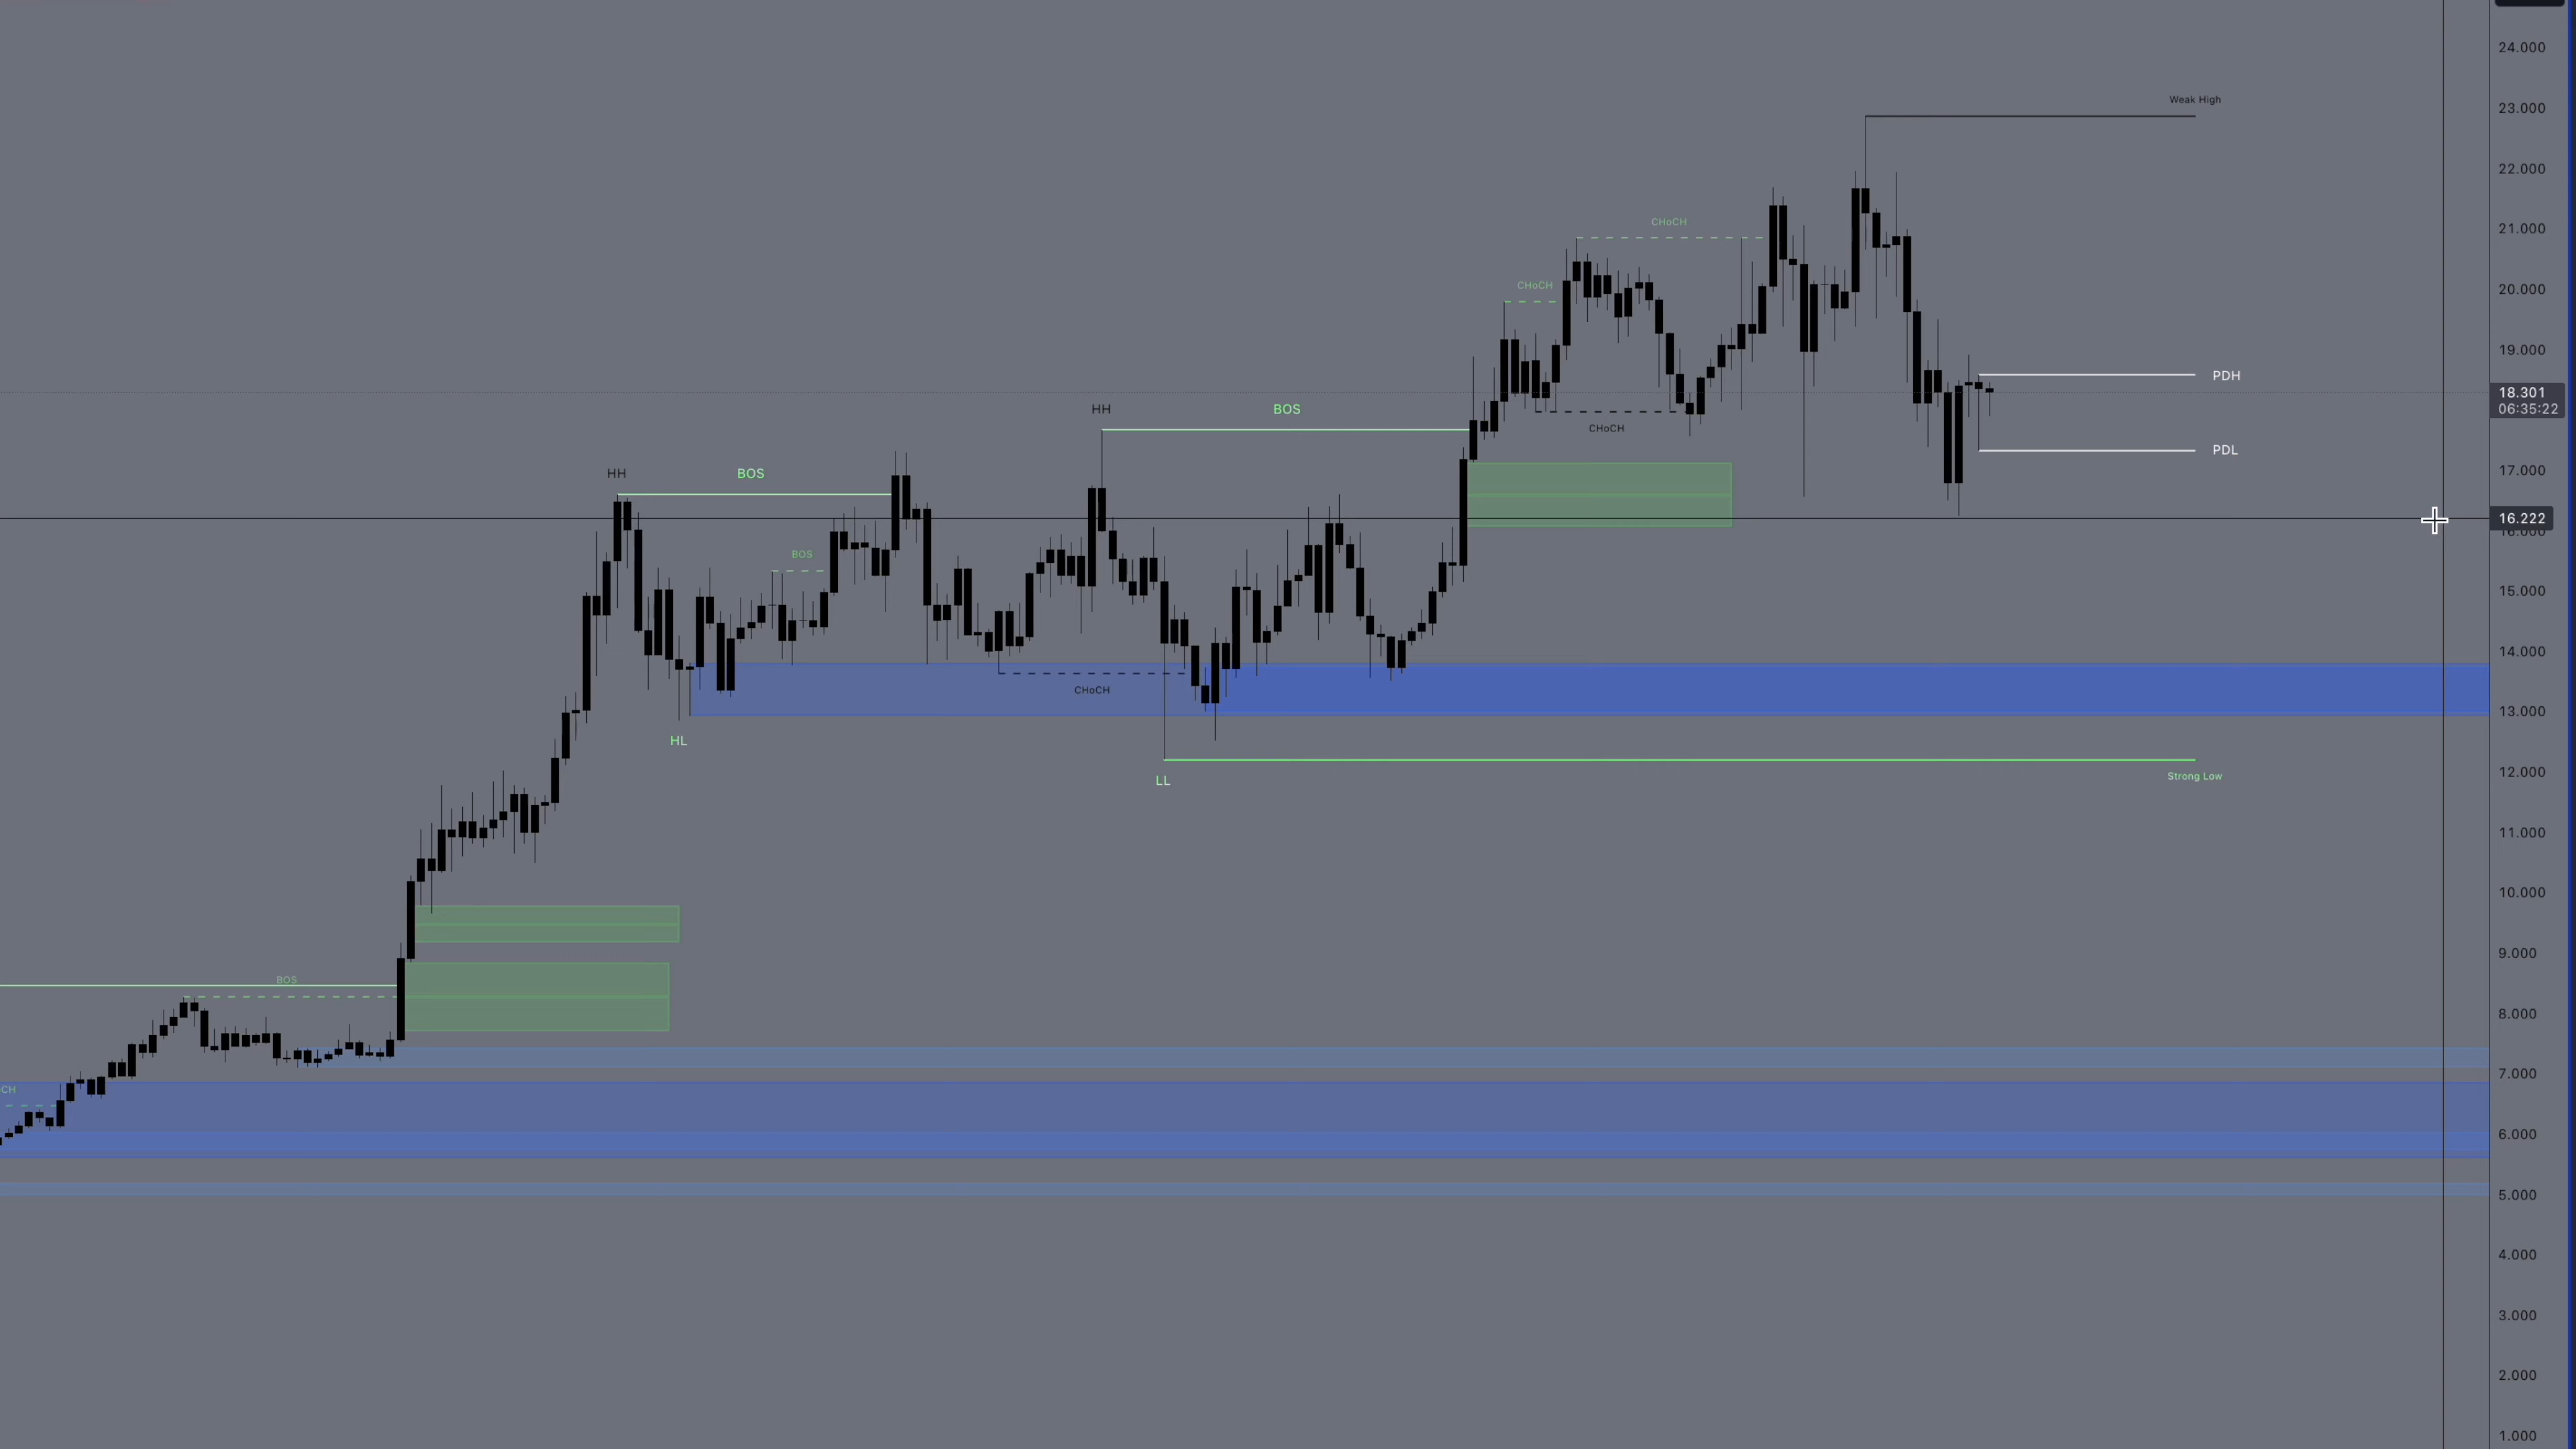 24.000
Weak High
23.000
22.000
CHoCH
21.000
CHoCH
20.000
19.000
PDH
18.301
06:35:22
HH
BOS
CHoCH
PDL
17.000
HH
BOS
16.222
16.000
BOS
15.000
14.000
CHoCH
13.000
HL
LL
12.000
Strong Low
11.000
10.000
9.000
BOS
8.000
7.000
CH
6.000
5.000
4.000
3.000
2.000
1.000